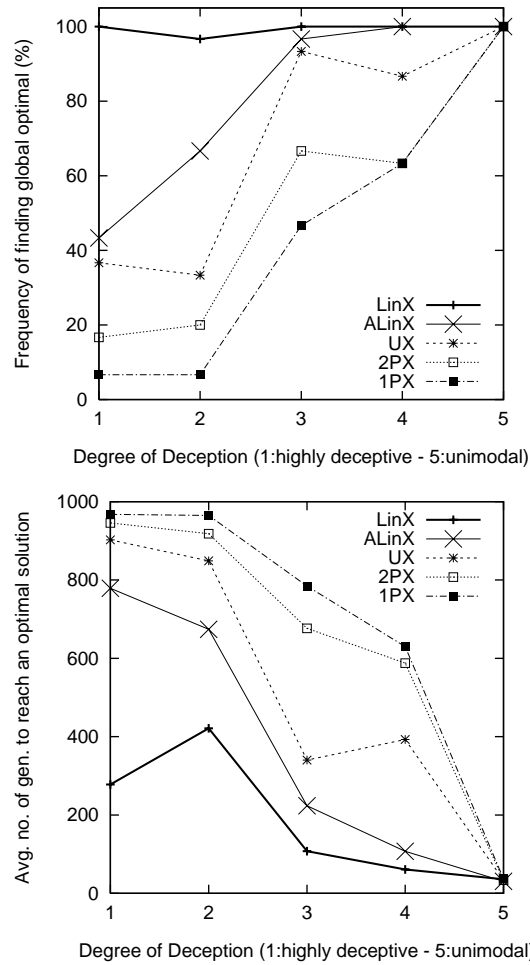 Frequency of finding global optimal (%)
100
80
60
40
20
0
LinX
ALinX
UX
2PX
1PX
1 2 3 4 5
Degree of Deception (1:highly deceptive - 5:unimodal)
Avg. no. of gen. to reach an optimal solution
1000
800
600
400
200
0
LinX
ALinX
UX
2PX
1PX
1 2 3 4 5
Degree of Deception (1:highly deceptive - 5:unimodal)